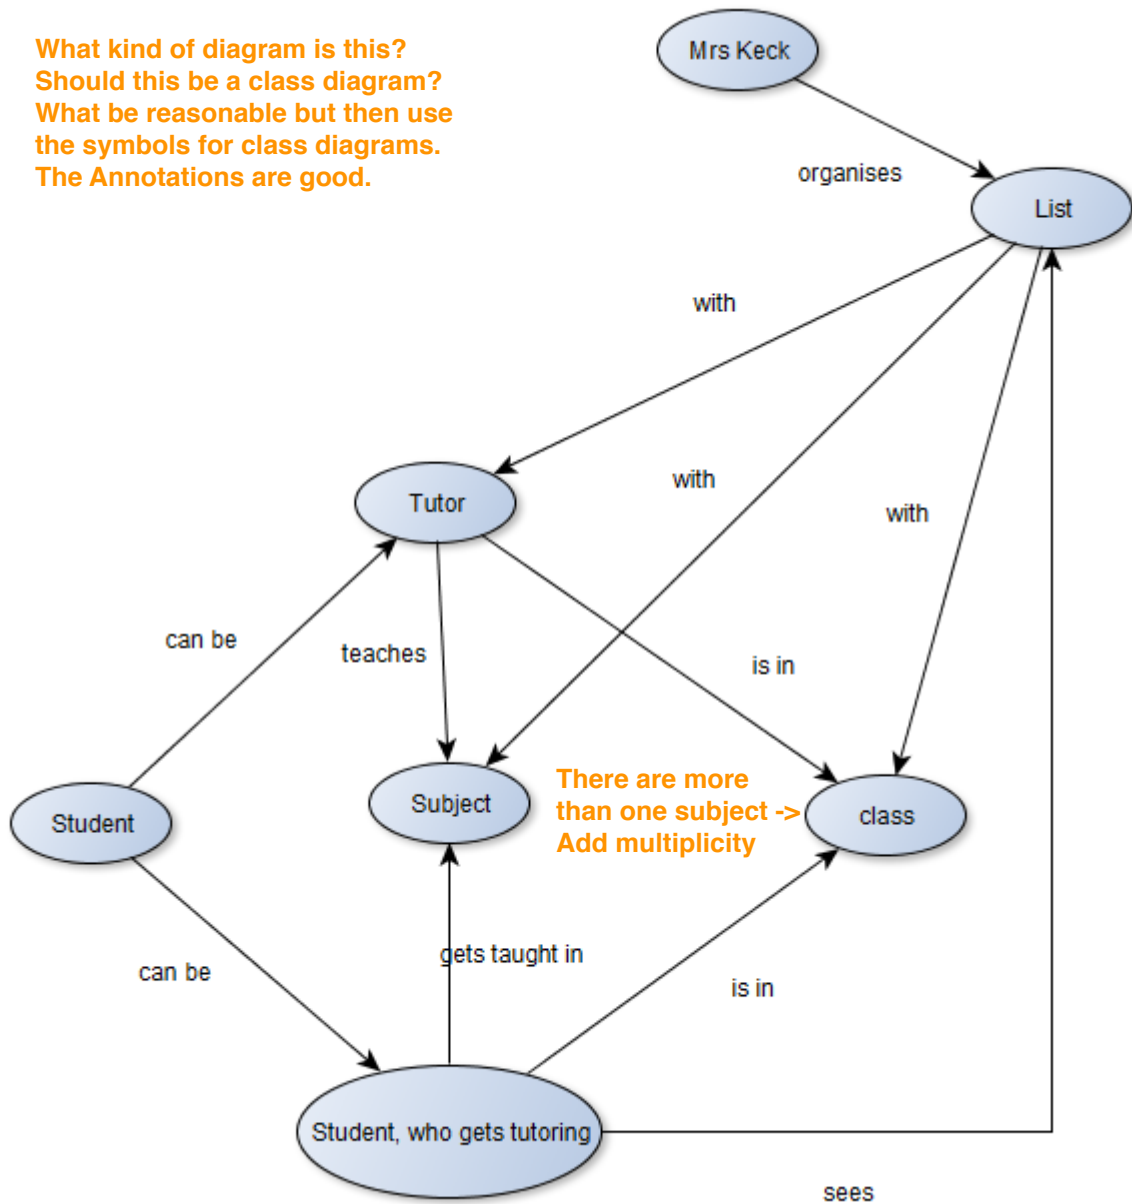 What kind of diagram is this?
Should this be a class diagram?
What be reasonable but then use
the symbols for class diagrams.
The Annotations are good.
Mrs Keck
organises
List
with
with
with
Tutor
can be
teaches
is in
Student
Subject
There are more
than one subject ->
Add multiplicity
class
can be
gets taught in
is in
Student, who gets tutoring
sees